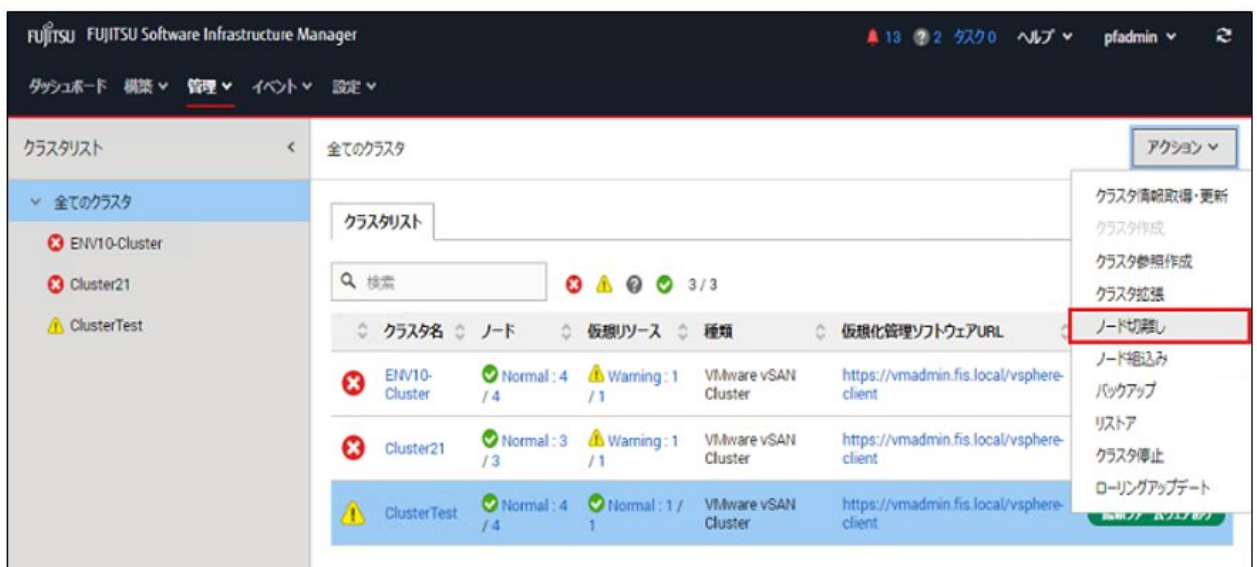 FUJITSU FUJITSU Software Infrastructure Manager
13 2 タスク 0 ヘルプ pfadmin
ダッシュボード 構築 管理 イベント 設定
クラスタリスト <
全てのクラスタ
アクション
全てのクラスタ
ENV10-Cluster
Cluster21
ClusterTest
クラスタリスト
検索
3 / 3
クラスタ名 ノード 仮想リソース 種類 仮想化管理ソフトウェアURL
ENV10- Normal : 4 Warning : 1 VMware vSAN https://vmadmin.fis.local/vsphere-
Cluster / 4 / 1 Cluster client
Cluster21 Normal : 3 Warning : 1 VMware vSAN https://vmadmin.fis.local/vsphere-
/ 3 / 1 Cluster client
ClusterTest Normal : 4 Normal : 1 / VMware vSAN https://vmadmin.fis.local/vsphere-
/ 4 1 Cluster client
クラスタ情報取得・更新
クラスタ作成
クラスタ参照作成
クラスタ拡張
ノード切離し
ノード組込み
バックアップ
リストア
クラスタ停止
ローリングアップデート